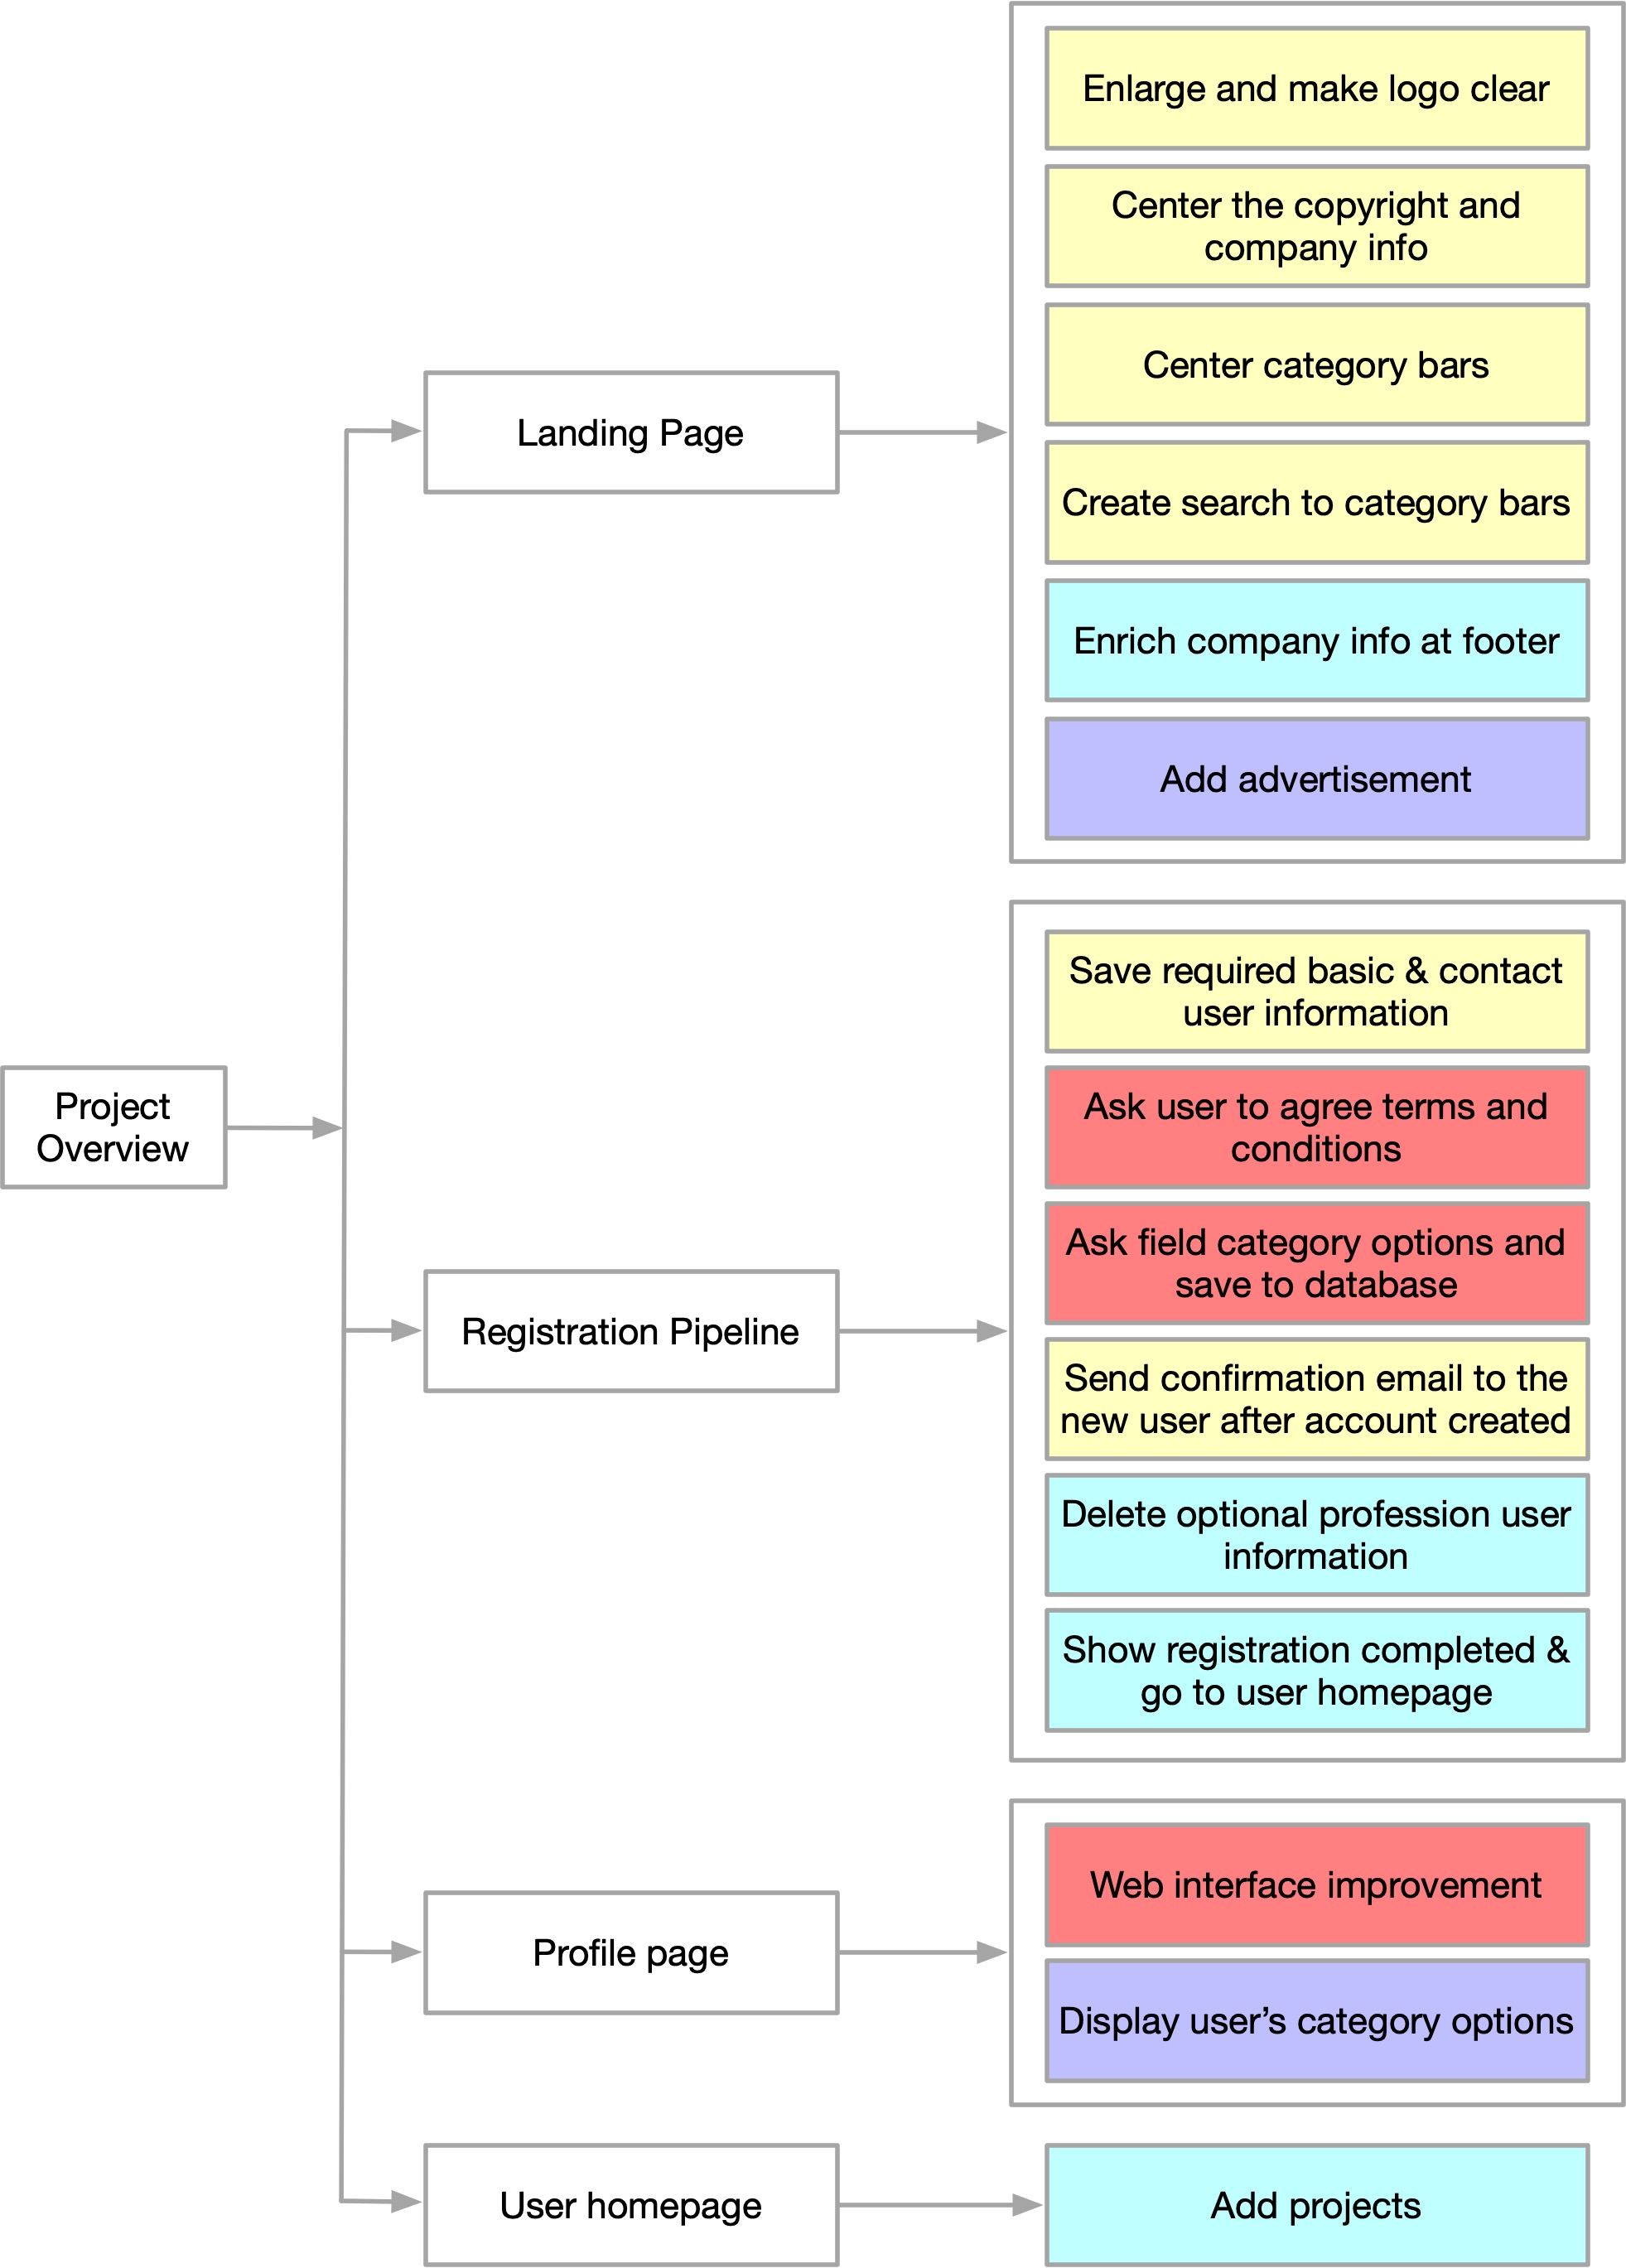 Enlarge and make logo clear
Center the copyright and
company info
Center category bars
Landing Page
Create search to category bars
Enrich company info at footer
Add advertisement
Save required basic & contact
user information
Project
Overview
Ask user to agree terms and
conditions
Ask field category options and
save to database
Registration Pipeline
Send confirmation email to the
new user after account created
Delete optional profession user
information
Show registration completed &
go to user homepage
Web interface improvement
Profile page
Display user’s category options
User homepage
Add projects